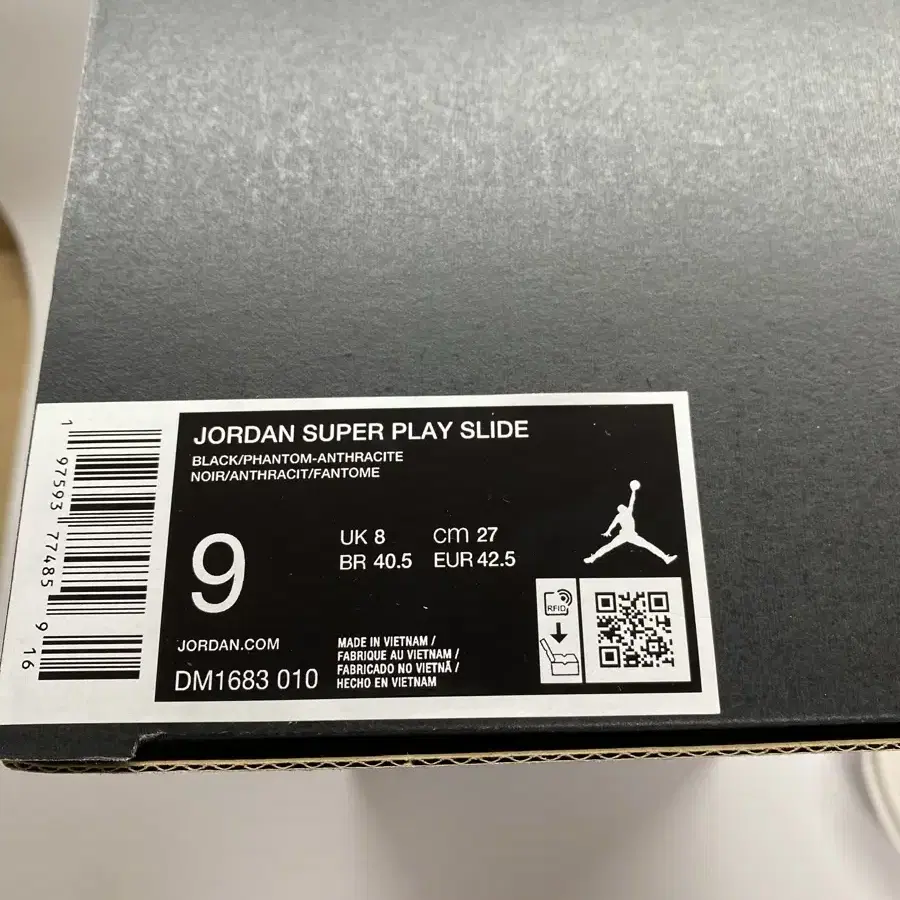 JORDAN SUPER PLAY SLIDE
BLACK/PHANTOM-ANTHRACITE
NOIR/ANTHRACIT/FANTOME
9
UK 8 cm 27
BR 40.5 EUR 42.5
JORDAN.COM
DM1683 010
MADE IN VIETNAM /
FABRIQUE AU VIETNAM /
FABRICADO NO VIETNÃ /
HECHO EN VIETNAM
RFID
1 97593 77485 9 16